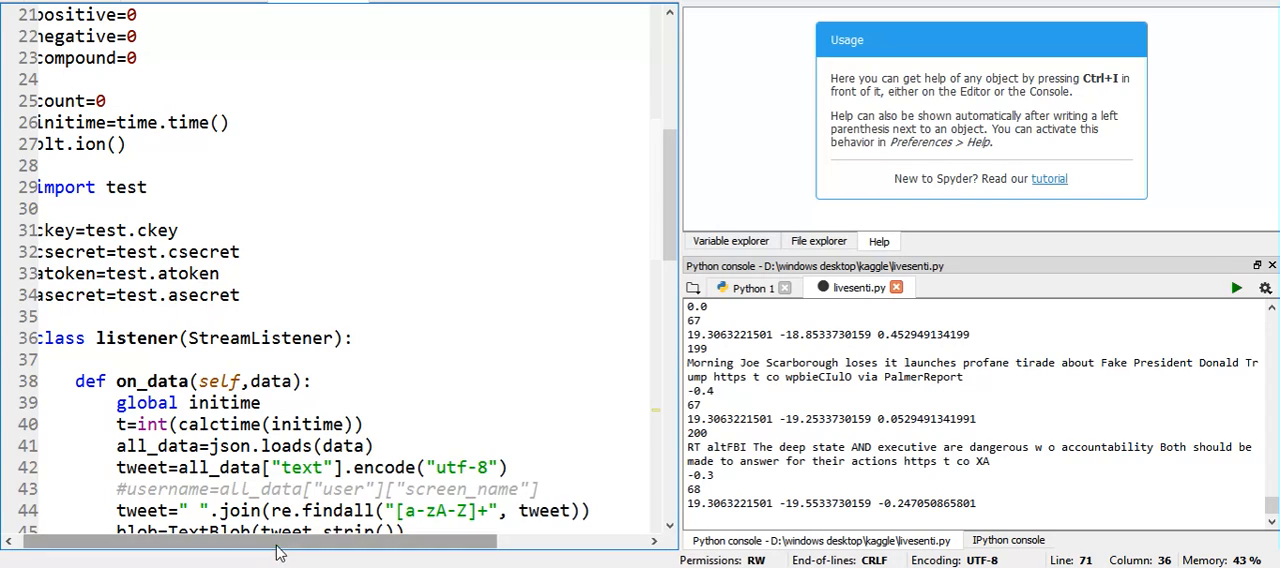 21 positive=0
22 negative=0
23 compound=0
24
25 count=0
26 initime=time.time()
27 plt.ion()
28
29 import test
30
31 ckey=test.ckey
32 csecret=test.csecret
33 atoken=test.atoken
34 asecret=test.asecret
35
36 class listener(StreamListener):
37
38 def on_data(self,data):
39 global initime
40 t=int(calctime(initime))
41 all_data=json.loads(data)
42 tweet=all_data["text"].encode("utf-8")
43 #username=all_data["user"]["screen_name"]
44 tweet=" ".join(re.findall("[a-zA-Z]+", tweet))
45 blob=TextBlob(tweet.strip())
Usage
Here you can get help of any object by pressing Ctrl+I in
front of it, either on the Editor or the Console.
Help can also be shown automatically after writing a left
parenthesis next to an object. You can activate this
behavior in Preferences > Help.
New to Spyder? Read our tutorial
Variable explorer File explorer Help
Python console - D:\windows desktop\kaggle\livesenti.py
Python 1 livesenti.py
0.0
67
19.3063221501 -18.8533730159 0.452949134199
199
Morning Joe Scarborough loses it launches profane tirade about Fake President Donald Tr
ump https t co wpbieCIulO via PalmerReport
-0.4
67
19.3063221501 -19.2533730159 0.0529491341991
200
RT altFBI The deep state AND executive are dangerous w o accountability Both should be
made to answer for their actions https t co XA
-0.3
68
19.3063221501 -19.5533730159 -0.247050865801
Python console - D:\windows desktop\kaggle\livesenti.py IPython console
Permissions: RW End-of-lines: CRLF Encoding: UTF-8 Line: 71 Column: 36 Memory: 43 %